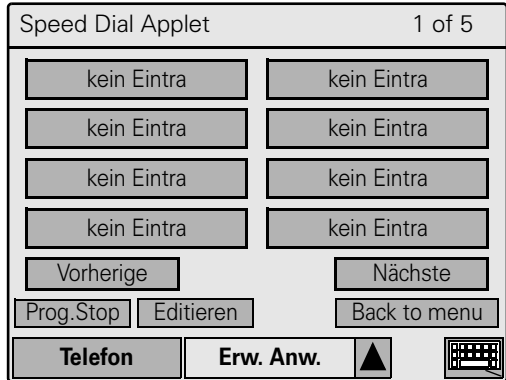 Speed Dial Applet 1 of 5
kein Eintra kein Eintra
kein Eintra kein Eintra
kein Eintra kein Eintra
kein Eintra kein Eintra
Vorherige Nächste
Prog.Stop Editieren Back to menu
Telefon Erw. Anw.